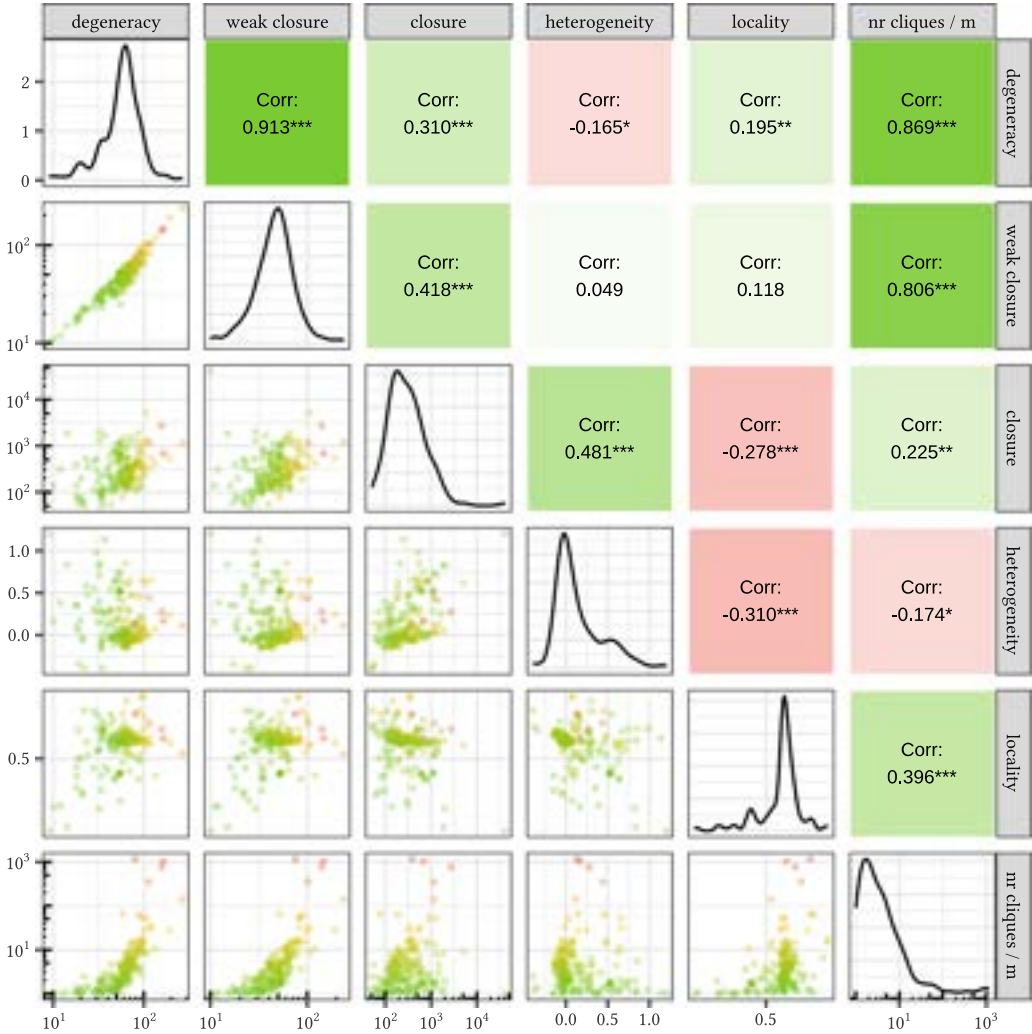 degeneracy weak closure closure heterogeneity locality nr cliques / m
2
1
0
Corr:
0.913***
Corr:
0.310***
Corr:
-0.165*
Corr:
0.195**
Corr:
0.869***
degeneracy
10²
10¹
Corr:
0.418***
Corr:
0.049
Corr:
0.118
Corr:
0.806***
weak closure
10⁴
10³
10²
Corr:
0.481***
Corr:
-0.278***
Corr:
0.225**
closure
1.0
0.5
0.0
Corr:
-0.310***
Corr:
-0.174*
heterogeneity
0.5
Corr:
0.396***
locality
10³
10¹
nr cliques / m
10¹ 10² 10¹ 10² 10² 10³ 10⁴ 0.0 0.5 1.0 0.5 10¹ 10³